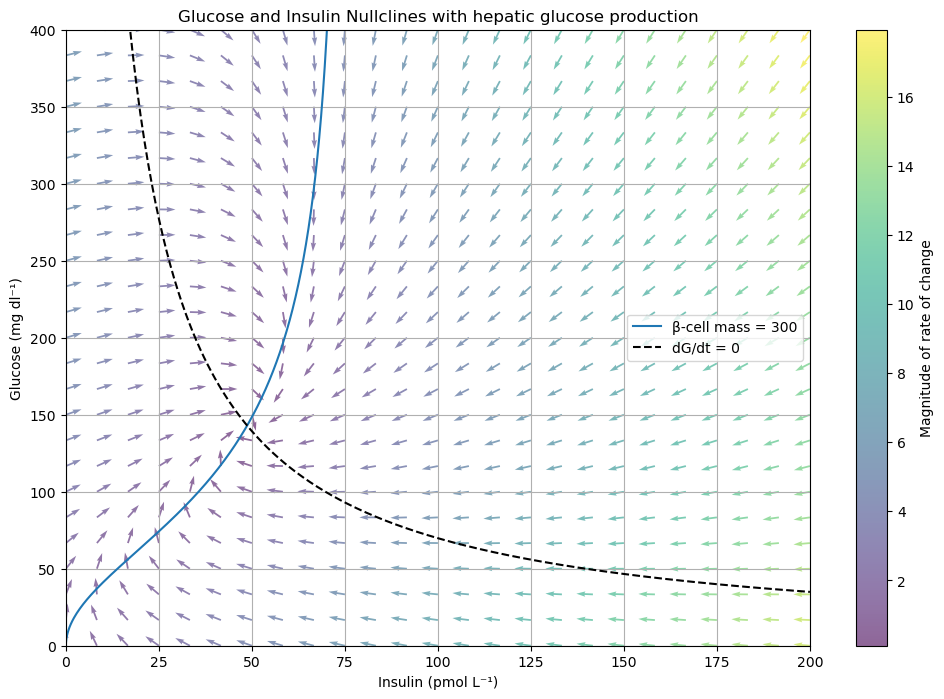 Glucose and Insulin Nullclines with hepatic glucose production
400
350
300
250
200
150
100
50
0
Glucose (mg dl⁻¹)
0 25 50 75 100 125 150 175 200
Insulin (pmol L⁻¹)
β-cell mass = 300
dG/dt = 0
16
14
12
10
8
6
4
2
Magnitude of rate of change